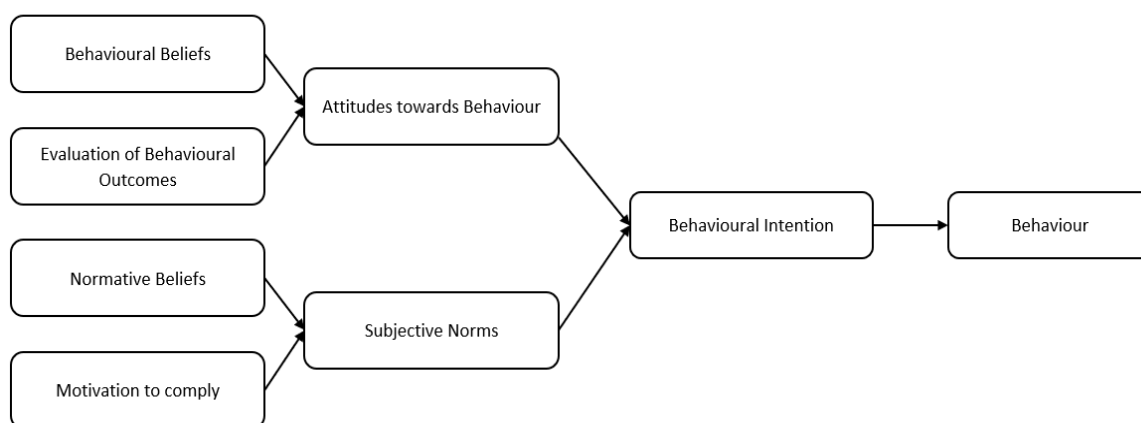 Behavioural Beliefs
Attitudes towards Behaviour
Evaluation of Behavioural
Outcomes
Behavioural Intention
Behaviour
Normative Beliefs
Subjective Norms
Motivation to comply